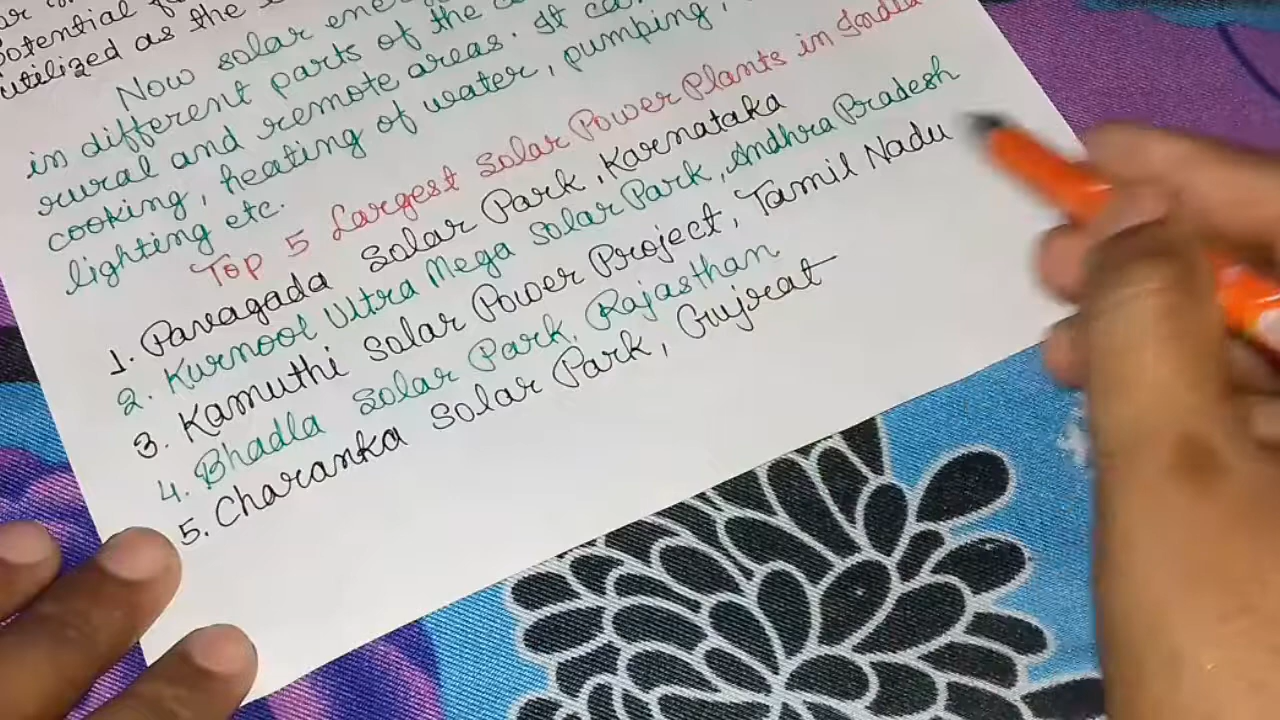 potential
utilized as the
Now solar
in different parts of the
rural and remote areas. It
cooking, heating of water, pumping,
lighting etc.
Top 5 Largest Solar Power Plants in India
1. Pavagada Solar Park, Karnataka
2. Kurnool Ultra Mega Solar Park, Andhra Pradesh
3. Kamuthi Solar Power Project, Tamil Nadu
4. Bhadla Solar Park, Rajasthan
5. Charanka Solar Park, Gujrat